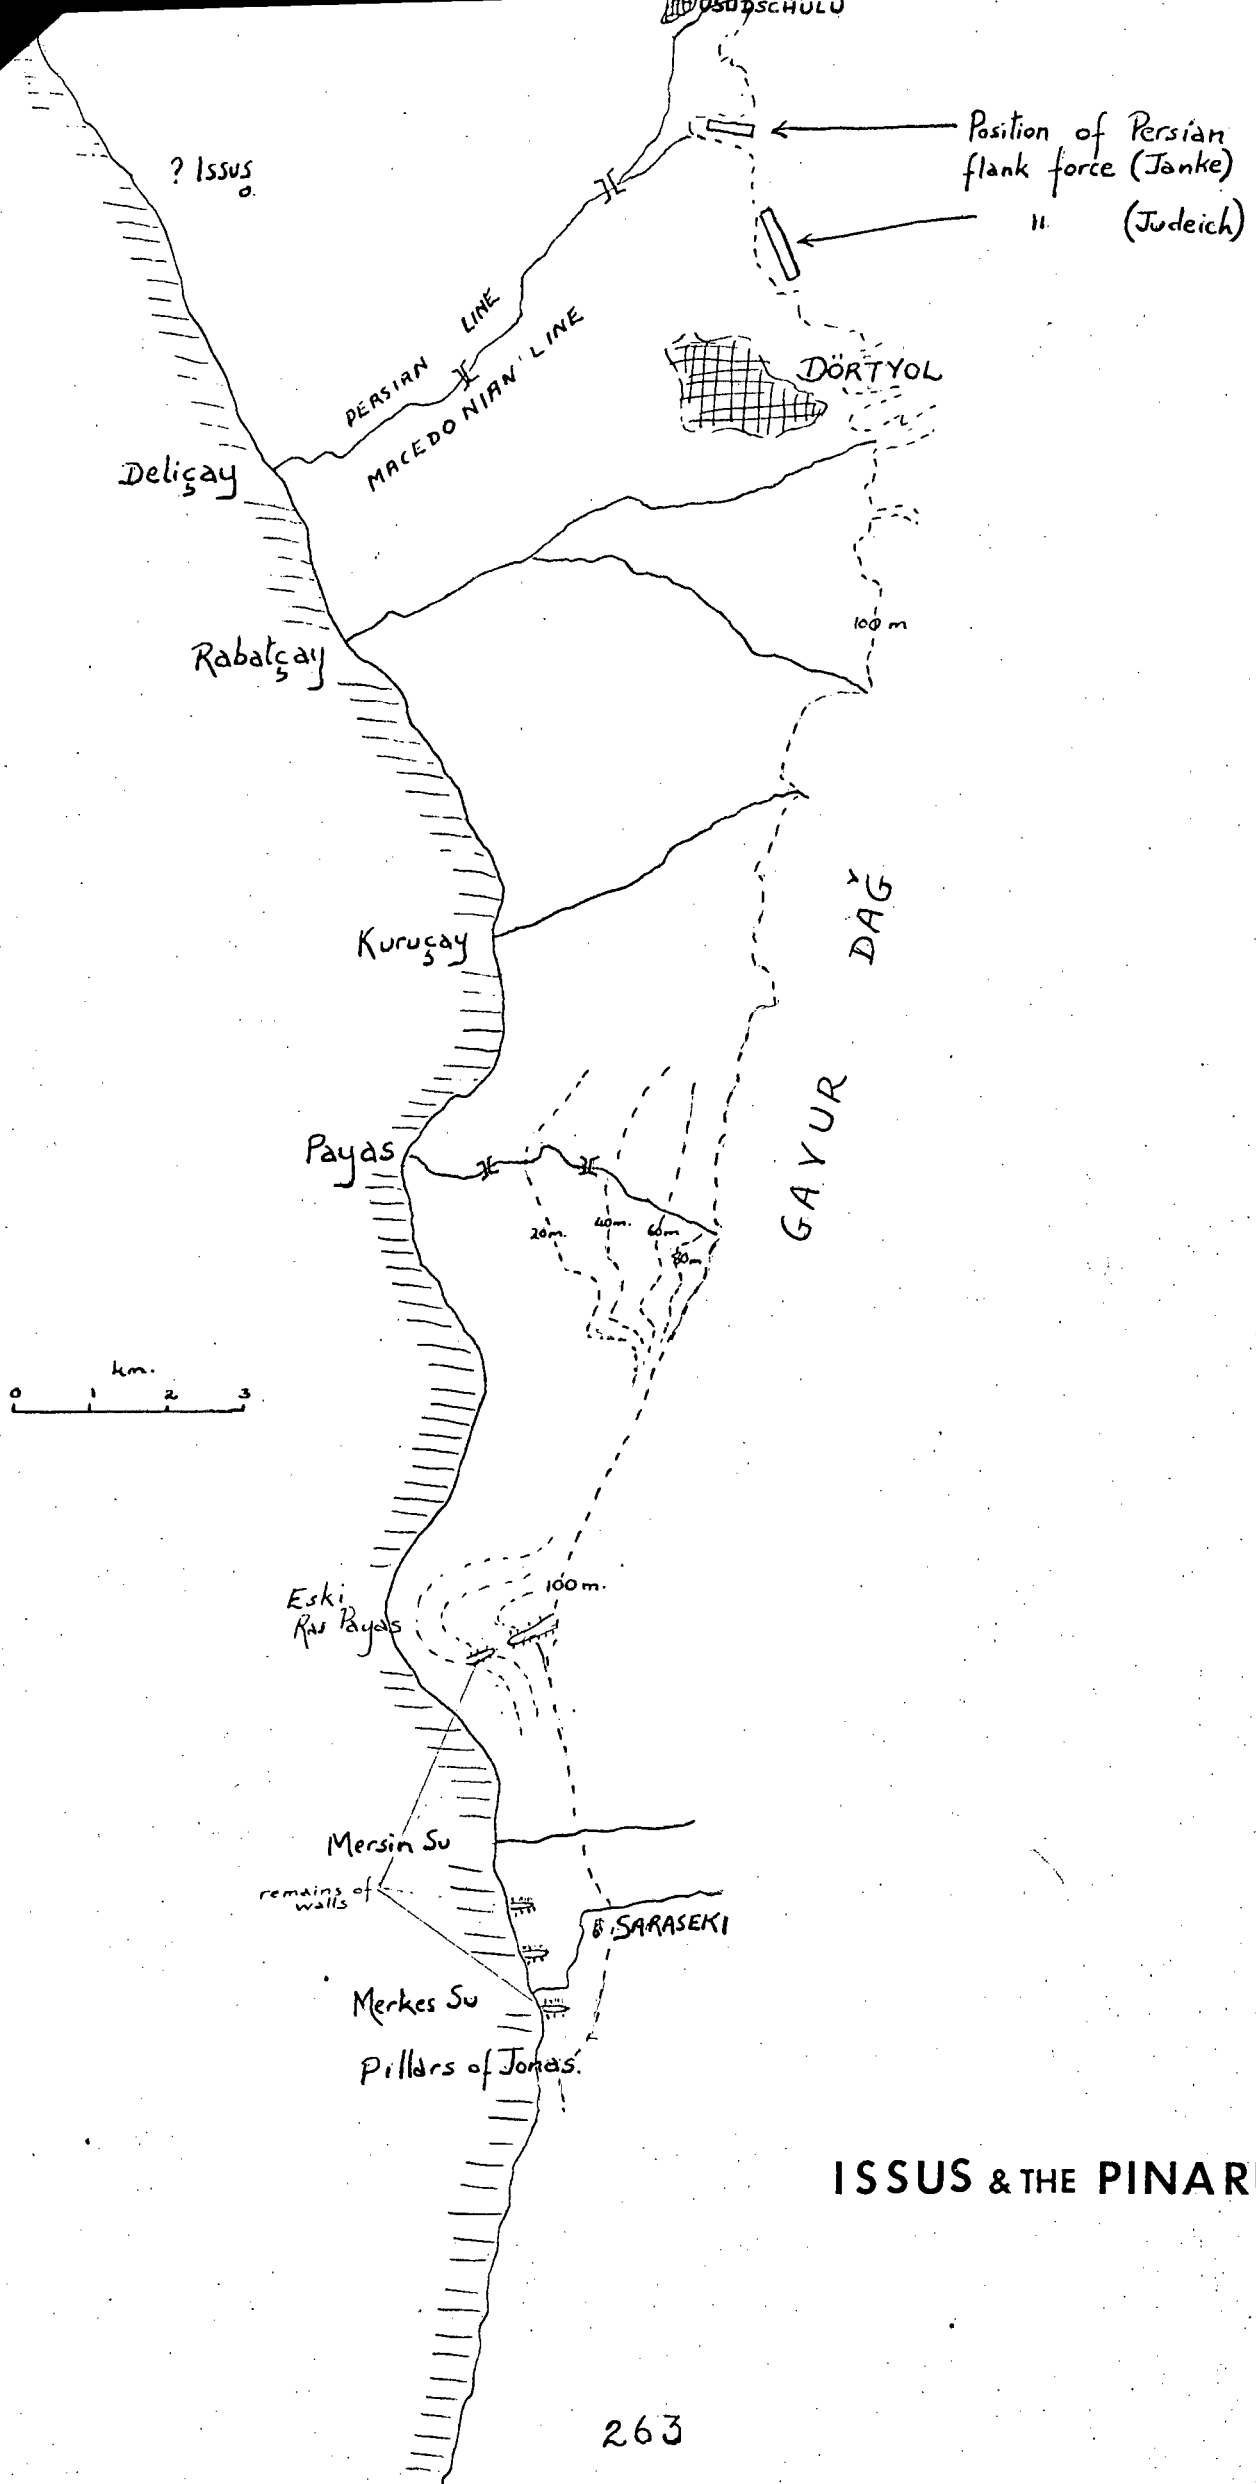 ? Issus
Position of Persian
flank force (Janke)
" (Judeich)
PERSIAN LINE
MACEDONIAN LINE
DÖRTYOL
Deliçay
100 m
Rabatçay
Kuruçay
GAVUR DAĞ
Payas
20m.
40m.
60m
80m
km.
0 1 2 3
100m.
Eski
Ras Payas
Mersin Su
remains of
walls
SARASEKI
Merkes Su
Pillars of Jonas.
ISSUS & THE PINAR
263